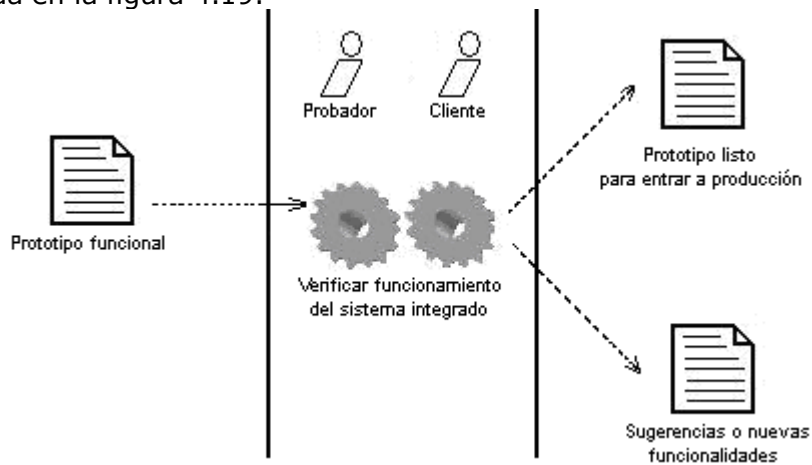 en la figura 4.19.
Probador
Cliente
Prototipo funcional
Verificar funcionamiento
del sistema integrado
Prototipo listo
para entrar a producción
Sugerencias o nuevas
funcionalidades